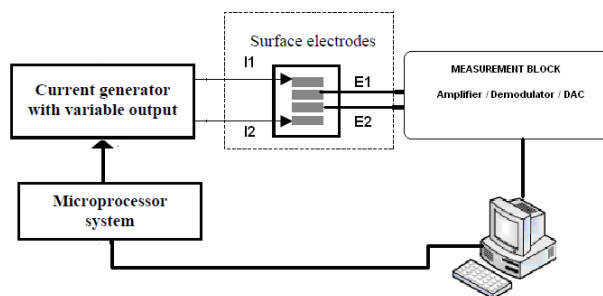 Surface electrodes
I1
E1
MEASUREMENT BLOCK
Current generator
with variable output
Amplifier / Demodulator / DAC
I2
E2
Microprocessor
system